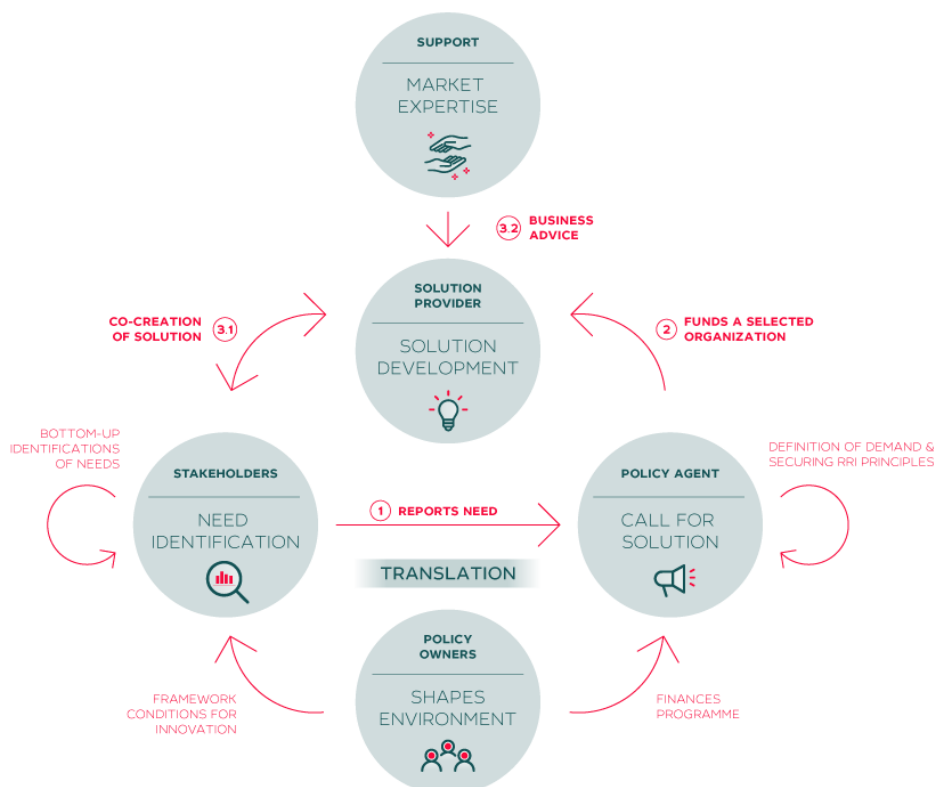 SUPPORT
MARKET
EXPERTISE
3.2
BUSINESS
ADVICE
SOLUTION
PROVIDER
SOLUTION
DEVELOPMENT
CO-CREATION
OF SOLUTION
3.1
2
FUNDS A SELECTED
ORGANIZATION
BOTTOM-UP
IDENTIFICATIONS
OF NEEDS
STAKEHOLDERS
NEED
IDENTIFICATION
1
REPORTS NEED
TRANSLATION
POLICY AGENT
CALL FOR
SOLUTION
DEFINITION OF DEMAND &
SECURING RRI PRINCIPLES
POLICY
OWNERS
SHAPES
ENVIRONMENT
FRAMEWORK
CONDITIONS FOR
INNOVATION
FINANCES
PROGRAMME